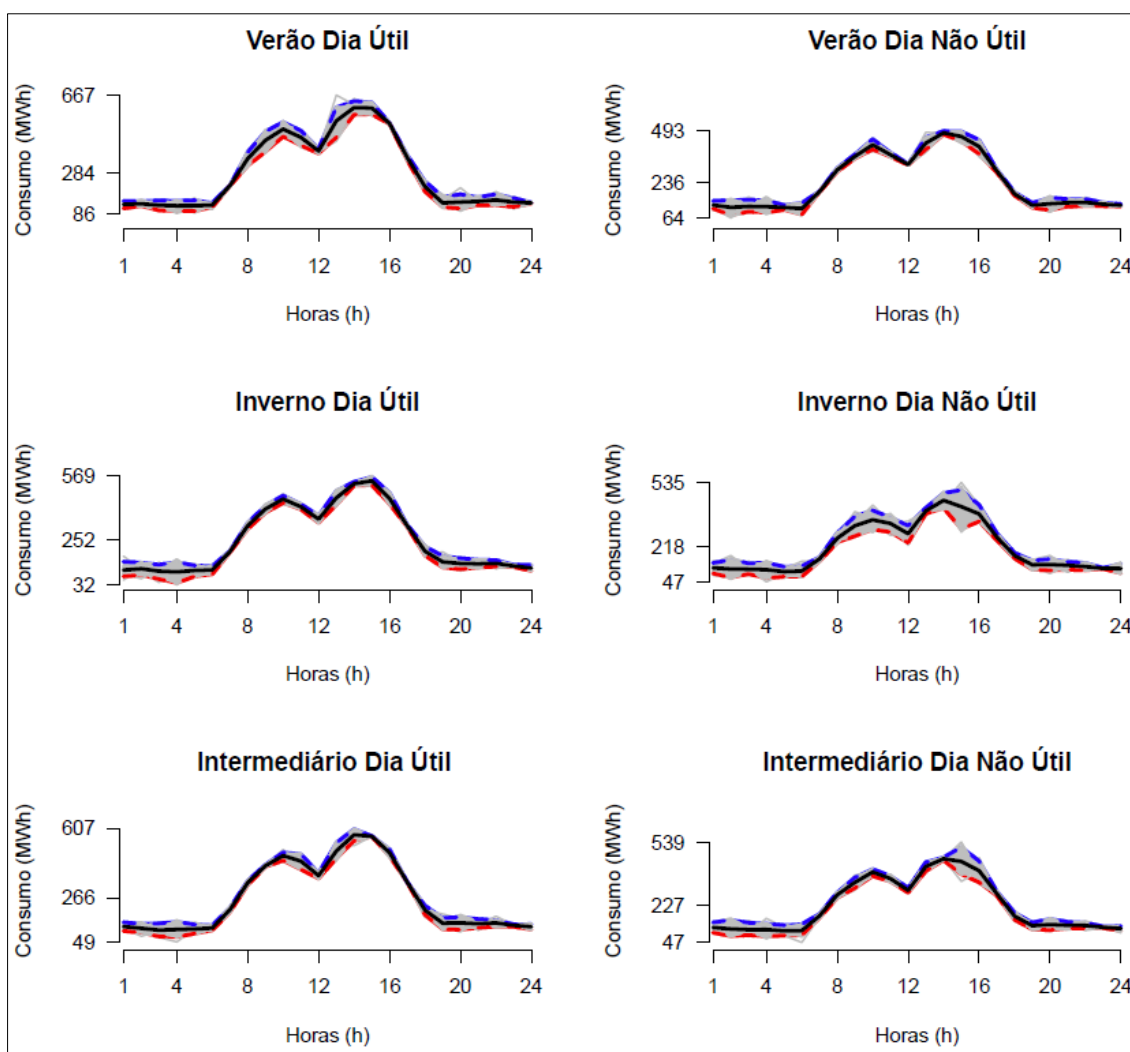 Verão Dia Útil
Consumo (MWh)
667
284
86
1 4 8 12 16 20 24
Horas (h)
Verão Dia Não Útil
Consumo (MWh)
493
236
64
1 4 8 12 16 20 24
Horas (h)
Inverno Dia Útil
Consumo (MWh)
569
252
32
1 4 8 12 16 20 24
Horas (h)
Inverno Dia Não Útil
Consumo (MWh)
535
218
47
1 4 8 12 16 20 24
Horas (h)
Intermediário Dia Útil
Consumo (MWh)
607
266
49
1 4 8 12 16 20 24
Horas (h)
Intermediário Dia Não Útil
Consumo (MWh)
539
227
47
1 4 8 12 16 20 24
Horas (h)